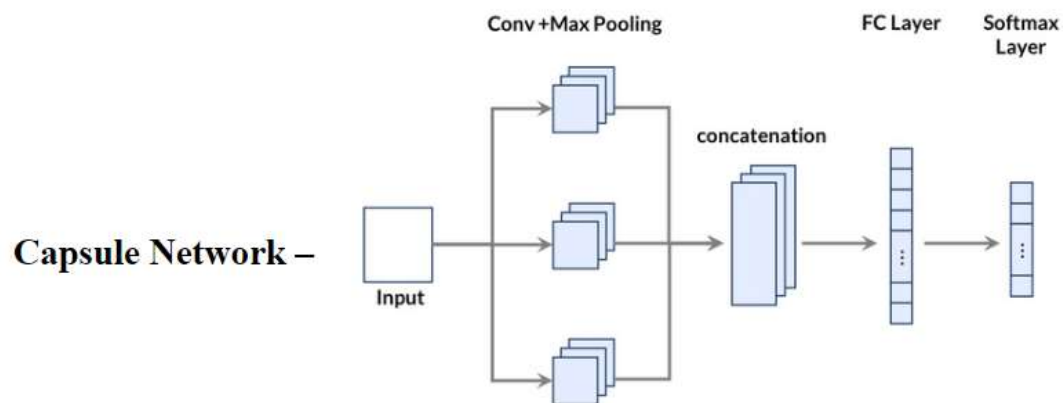 Conv +Max Pooling
FC Layer
Softmax
Layer
concatenation
Capsule Network –
Input